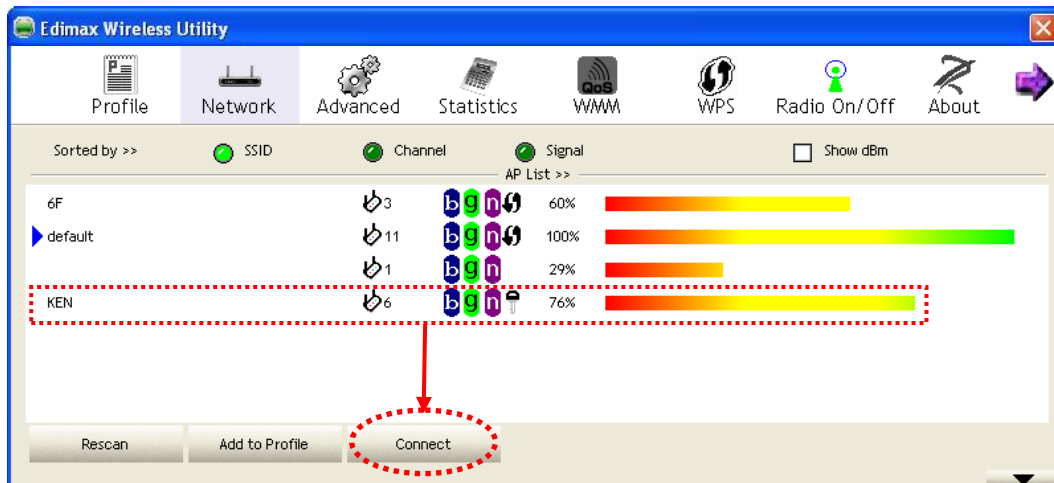 Edimax Wireless Utility
Profile Network Advanced Statistics WMM WPS Radio On/Off About
P
QoS
Sorted by >> SSID Channel Signal Show dBm
AP List >>
6F 3 b g n 60%
default 11 b g n 100%
1 b g n 29%
KEN 6 b g n 76%
Rescan Add to Profile Connect